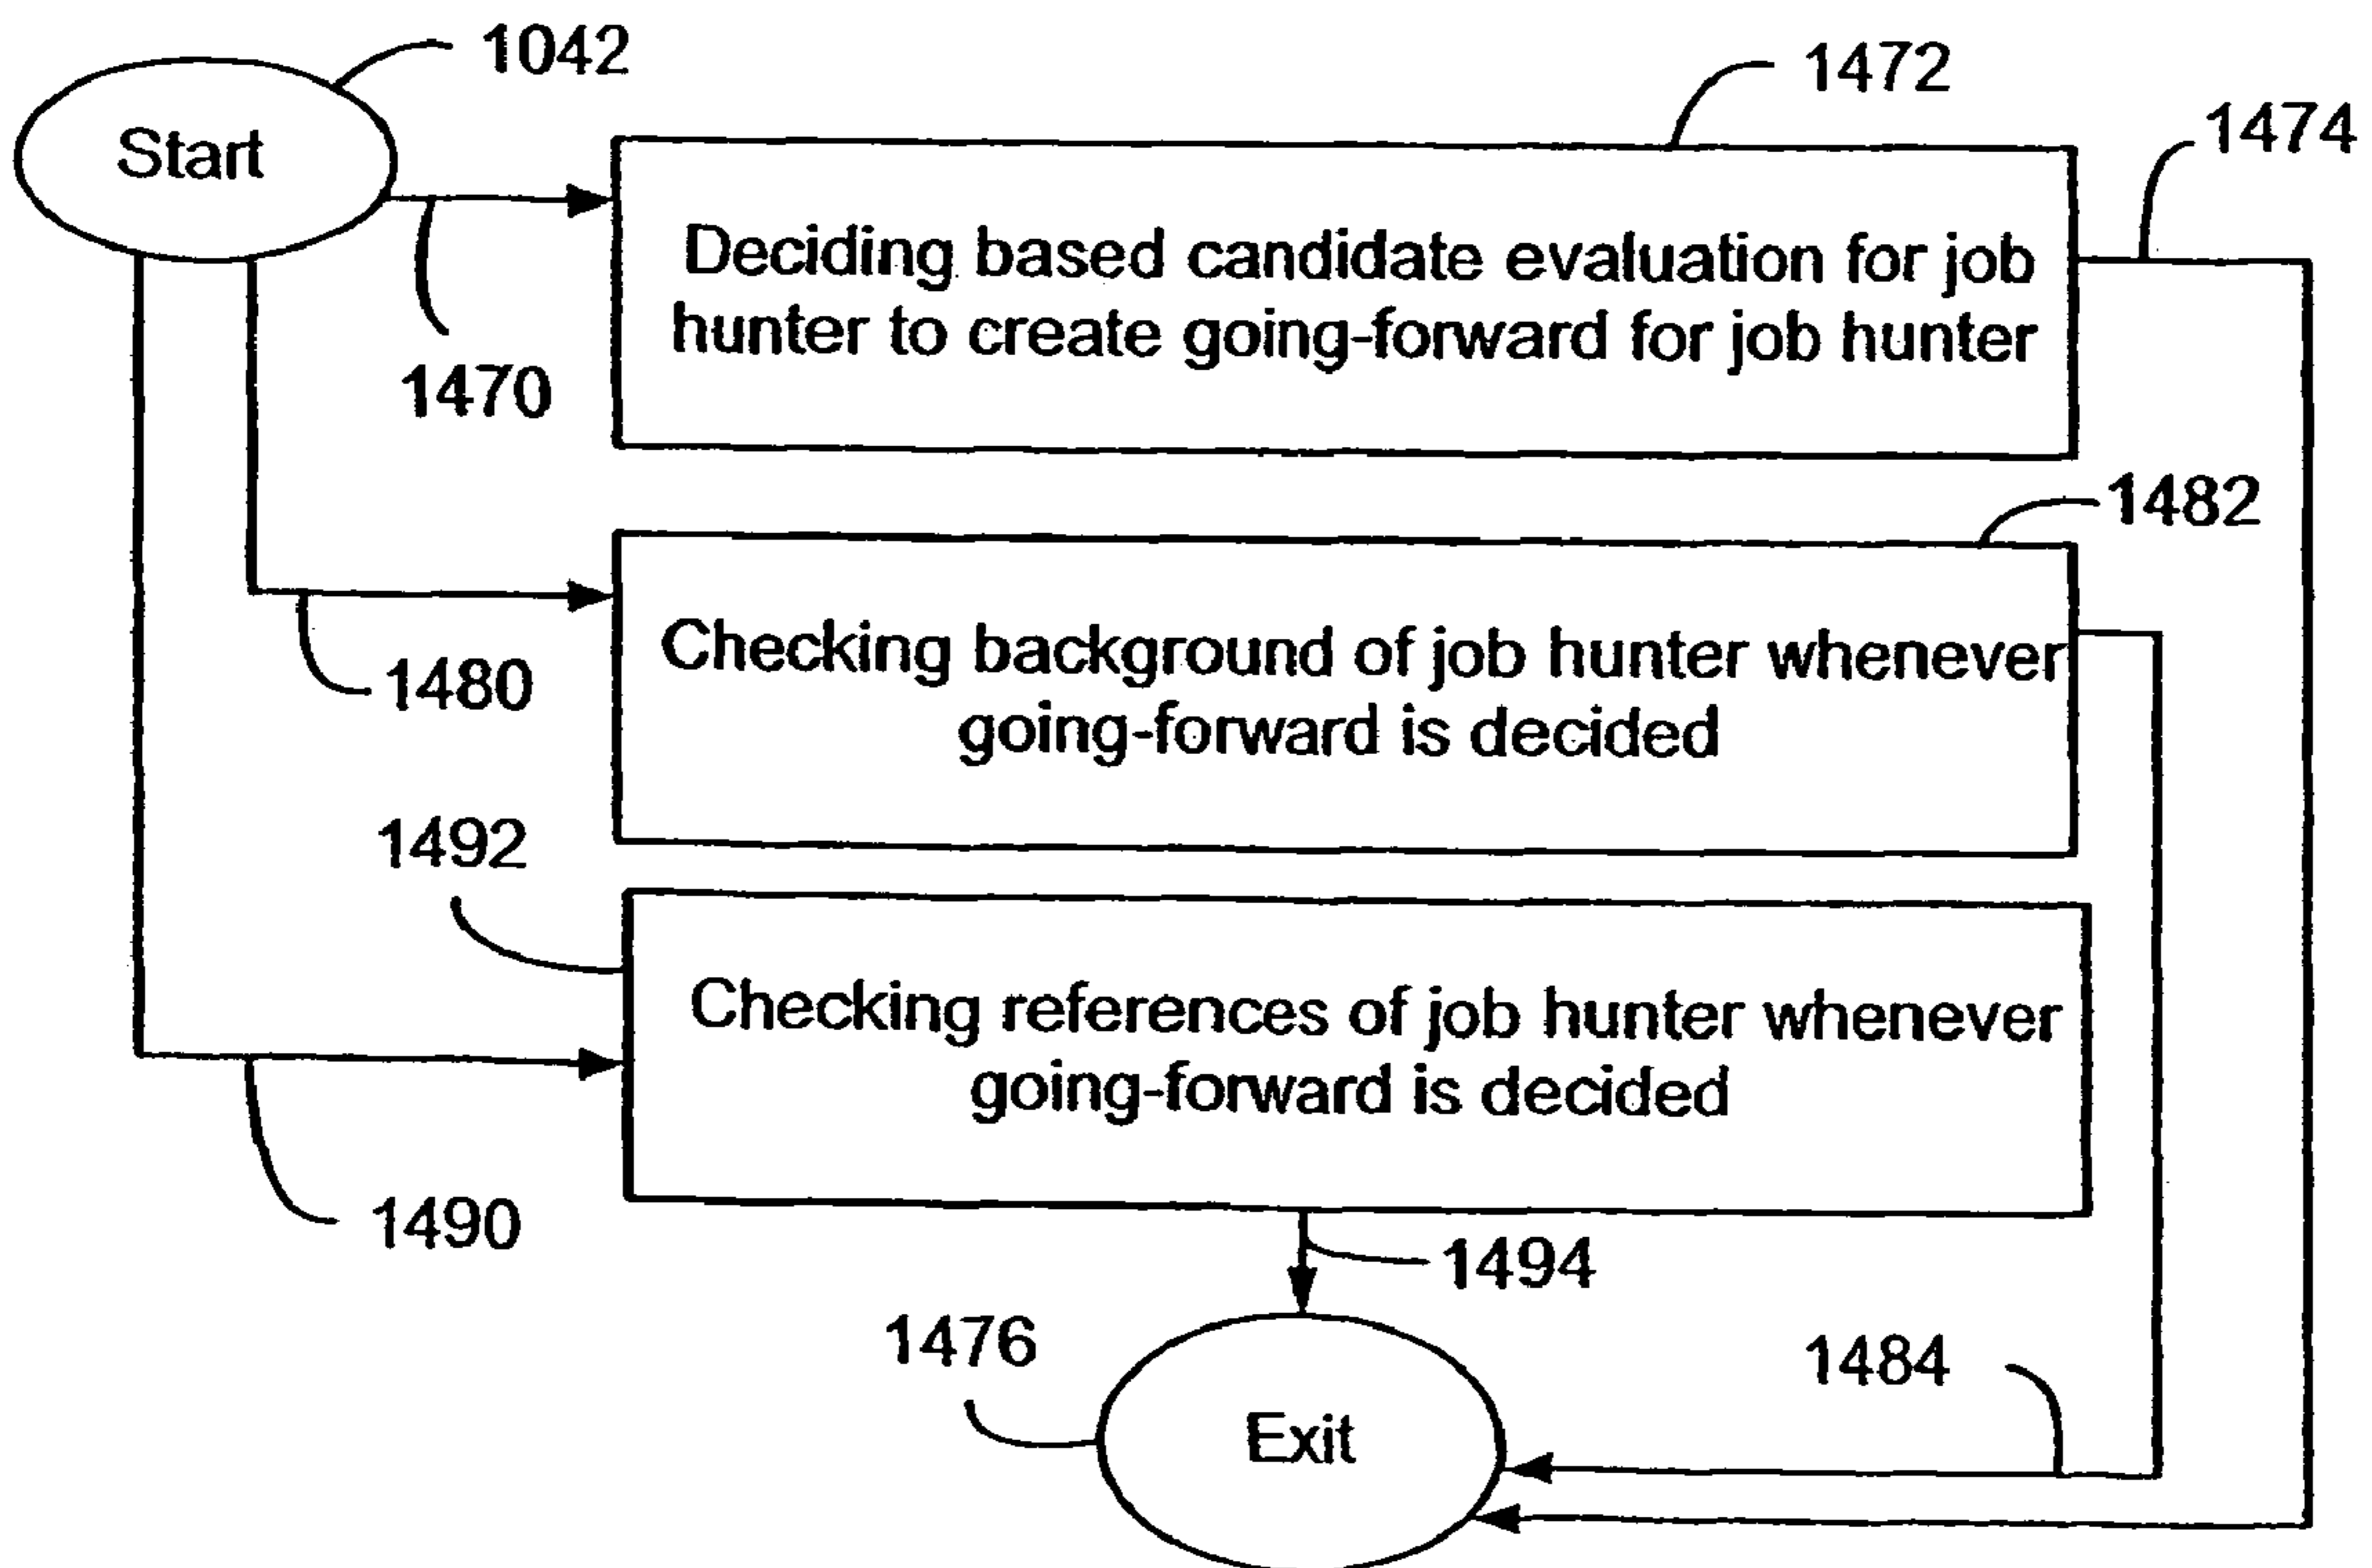 1042
Start
1472
1474
1470
Deciding based candidate evaluation for job
hunter to create going-forward for job hunter
1482
1480
Checking background of job hunter whenever
going-forward is decided
1492
Checking references of job hunter whenever
going-forward is decided
1490
1494
1476
1484
Exit